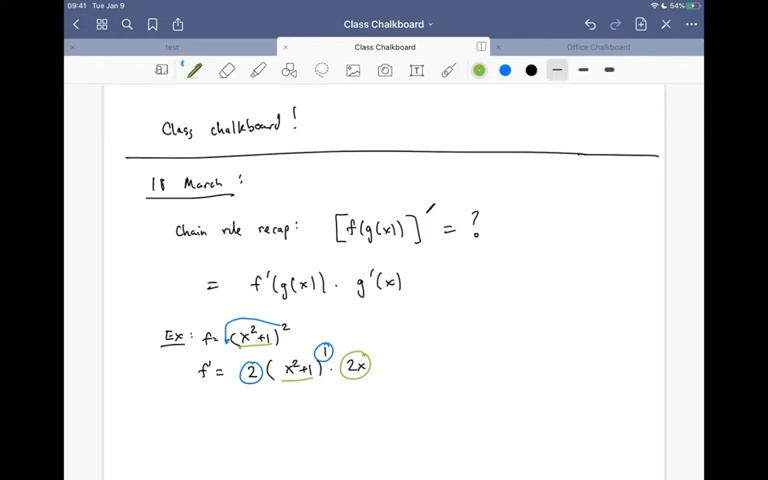 09:41 Tue Jan 9
54%
Class Chalkboard
test
Class Chalkboard
Office Chalkboard
Class chalkboard!
18 March:
Chain rule recap: [f(g(x))]′ = ?
= f′(g(x)) · g′(x)
Ex: f= (x²+1)²
f′ = 2 (x²+1)¹ · 2x